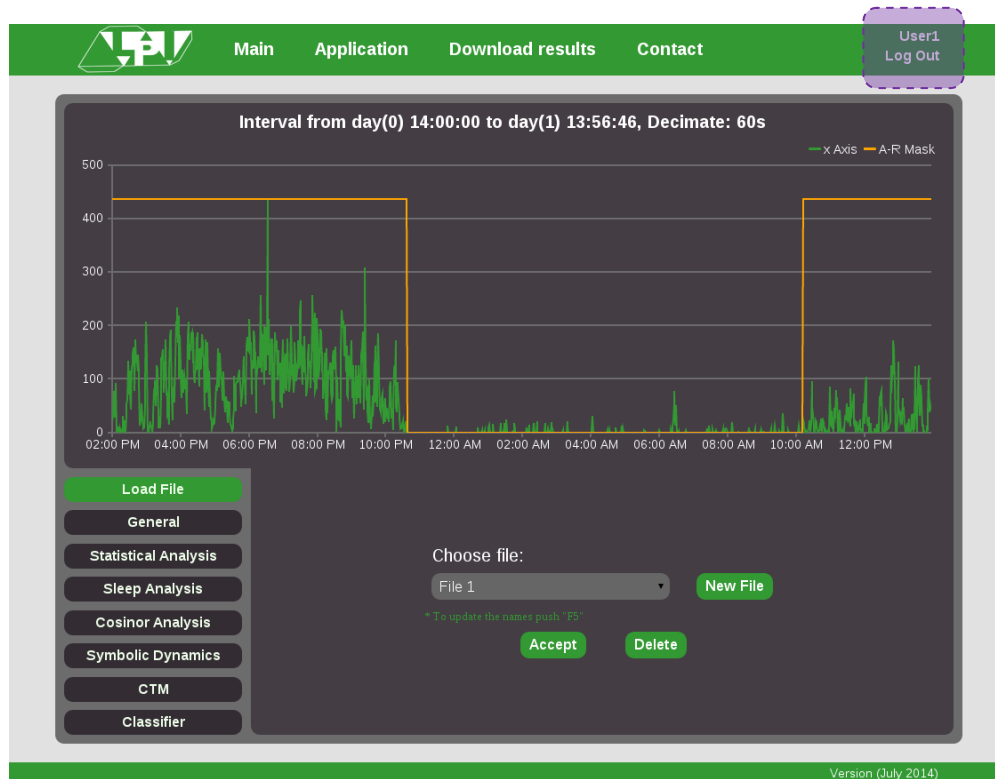 Main Application Download results Contact
User1
Log Out
Interval from day(0) 14:00:00 to day(1) 13:56:46, Decimate: 60s
x Axis A-R Mask
500
400
300
200
100
0
02:00 PM 04:00 PM 06:00 PM 08:00 PM 10:00 PM 12:00 AM 02:00 AM 04:00 AM 06:00 AM 08:00 AM 10:00 AM 12:00 PM
Load File
General
Statistical Analysis
Sleep Analysis
Cosinor Analysis
Symbolic Dynamics
CTM
Classifier
Choose file:
File 1
New File
* To update the names push "F5"
Accept Delete
Version (July 2014)